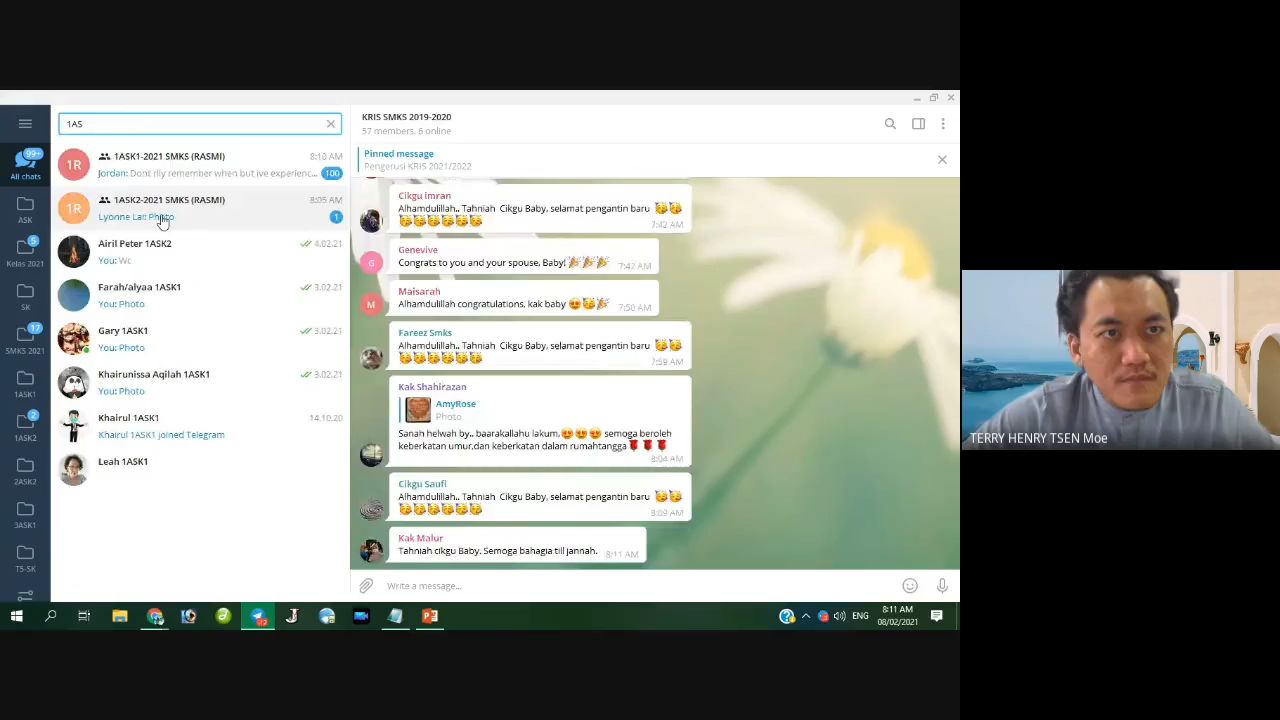 1AS
All chats
99+
ASK
5
Kelas 2021
SK
17
SMKS 2021
1ASK1
2
1ASK2
2ASK2
3ASK1
T5-SK
1R
1ASK1-2021 SMKS (RASMI) 8:10 AM
Jordan: Dont rlly remember when but ive experienc... 100
1R
1ASK2-2021 SMKS (RASMI) 8:05 AM
Photo 1
Airil Peter 1ASK2 4.02.21
You: Wc
Farah/alyaa 1ASK1 3.02.21
You: Photo
Gary 1ASK1 3.02.21
You: Photo
Khairunissa Aqilah 1ASK1 3.02.21
You: Photo
Khairul 1ASK1 14.10.20
Khairul 1ASK1 joined Telegram
Leah 1ASK1
KRIS SMKS 2019-2020
57 members, 6 online
Pinned message
Pengerusi KRIS 2021/2022
Cikgu imran
Alhamdulillah.. Tahniah Cikgu Baby, selamat pengantin baru 🥳🥳
🥳🥳🥳🥳🥳🥳 7:42 AM
G
Genevive
Congrats to you and your spouse, Baby! 🎉🎉🎉 7:42 AM
M
Maisarah
Alhamdulillah congratulations, kak baby 😍🥳🎉 7:50 AM
Fareez Smks
Alhamdulillah.. Tahniah Cikgu Baby, selamat pengantin baru 🥳🥳
🥳🥳🥳🥳🥳🥳 7:59 AM
Kak Shahirazan
AmyRose
Photo
Sanah helwah by.. baarakallahu lakum,😍😍😍 semoga beroleh
keberkatan umur,dan keberkatan dalam rumahtangga🌹🌹🌹
8:04 AM
Cikgu Saufi
Alhamdulillah.. Tahniah Cikgu Baby, selamat pengantin baru 🥳🥳
🥳🥳🥳🥳🥳🥳 8:09 AM
Kak Malur
Tahniah cikgu Baby. Semoga bahagia till jannah. 8:11 AM
Write a message...
ENG
8:11 AM
08/02/2021
TERRY HENRY TSEN Moe